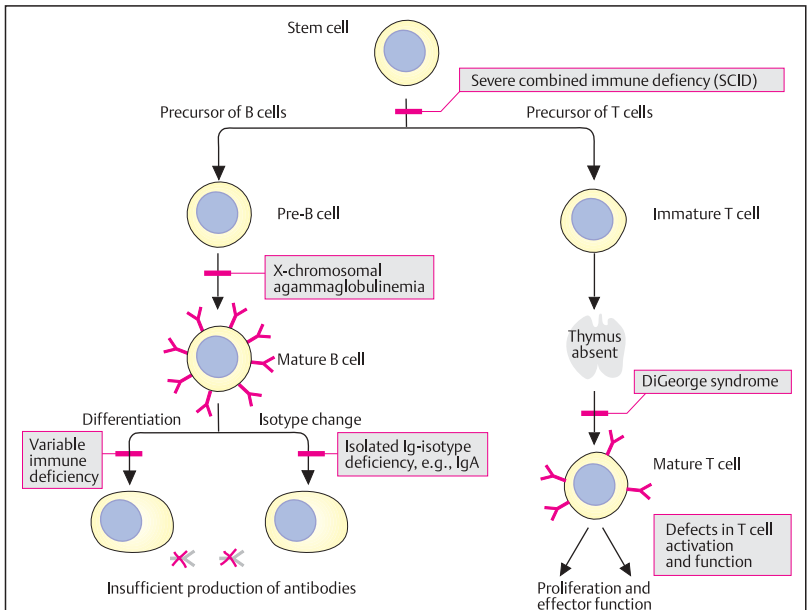 Stem cell
Severe combined immune defiency (SCID)
Precursor of B cells
Precursor of T cells
Pre-B cell
Immature T cell
X-chromosomal
agammaglobulinemia
Thymus
absent
Mature B cell
DiGeorge syndrome
Differentiation
Isotype change
Variable
immune
deficiency
Isolated Ig-isotype
deficiency, e.g., IgA
Mature T cell
Defects in T cell
activation
and function
Insufficient production of antibodies
Proliferation and
effector function